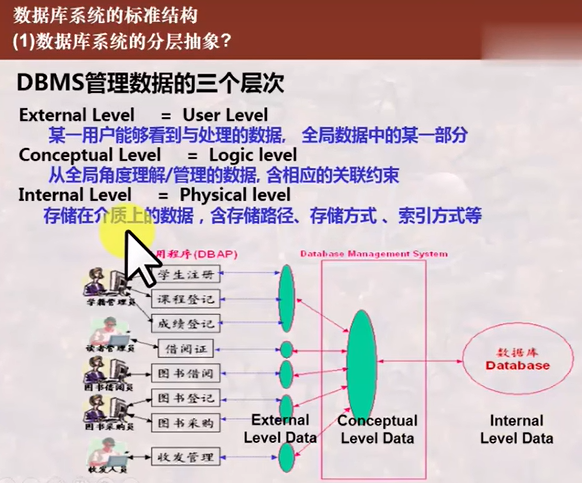 数据库系统的标准结构
(1)数据库系统的分层抽象?
DBMS管理数据的三个层次
External Level = User Level
某一用户能够看到与处理的数据, 全局数据中的某一部分
Conceptual Level = Logic level
从全局角度理解/管理的数据, 含相应的关联约束
Internal Level = Physical level
存储在介质上的数据，含存储路径、存储方式 、索引方式等
用程序(DBAP)
Database Management System
学生注册
学籍管理员
课程登记
成绩登记
读者管理员
借阅证
图书借阅
图书借阅员
图书登记
图书采购员
图书采购
收发管理
收发人员
数据库
Database
External
Level Data
Conceptual
Level Data
Internal
Level Data